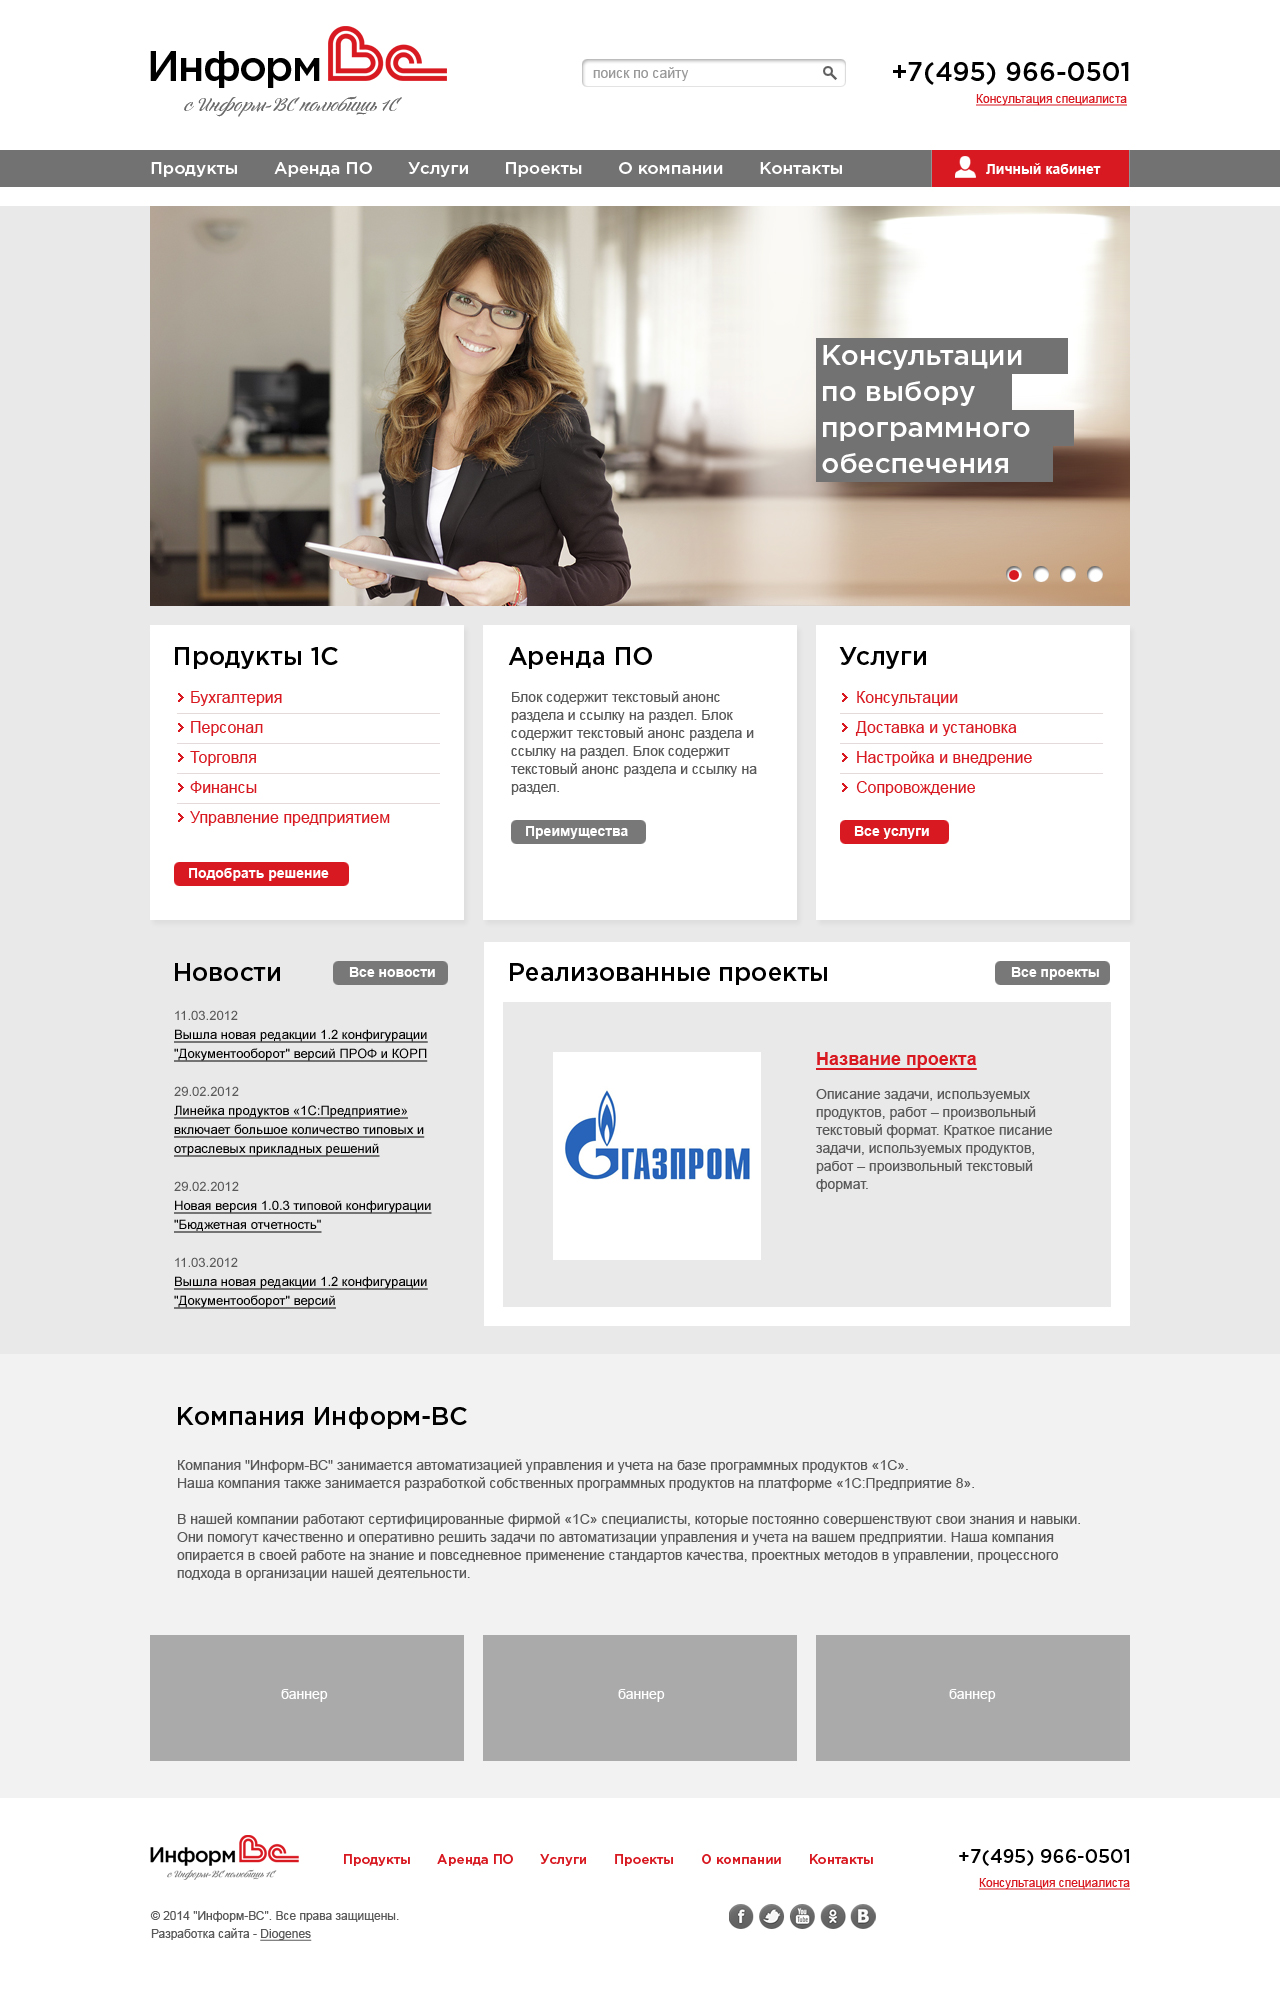 ИнформВС
с Информ-ВС полюбишь 1С
поиск по сайту
+7(495) 966-0501
Консультация специалиста
Продукты Аренда ПО Услуги Проекты О компании Контакты
Личный кабинет
Консультации
по выбору
программного
обеспечения
Продукты 1С
Бухгалтерия
Персонал
Торговля
Финансы
Управление предприятием
Подобрать решение
Аренда ПО
Блок содержит текстовый анонс
раздела и ссылку на раздел. Блок
содержит текстовый анонс раздела и
ссылку на раздел. Блок содержит
текстовый анонс раздела и ссылку на
раздел.
Преимущества
Услуги
Консультации
Доставка и установка
Настройка и внедрение
Сопровождение
Все услуги
Новости
Все новости
11.03.2012
Вышла новая редакции 1.2 конфигурации
"Документооборот" версий ПРОФ и КОРП
29.02.2012
Линейка продуктов «1С:Предприятие»
включает большое количество типовых и
отраслевых прикладных решений
29.02.2012
Новая версия 1.0.3 типовой конфигурации
"Бюджетная отчетность"
11.03.2012
Вышла новая редакции 1.2 конфигурации
"Документооборот" версий
Реализованные проекты
Все проекты
ГАЗПРОМ
Название проекта
Описание задачи, используемых
продуктов, работ – произвольный
текстовый формат. Краткое писание
задачи, используемых продуктов,
работ – произвольный текстовый
формат.
Компания Информ-ВС
Компания "Информ-ВС" занимается автоматизацией управления и учета на базе программных продуктов «1С».
Наша компания также занимается разработкой собственных программных продуктов на платформе «1С:Предприятие 8».
В нашей компании работают сертифицированные фирмой «1С» специалисты, которые постоянно совершенствуют свои знания и навыки.
Они помогут качественно и оперативно решить задачи по автоматизации управления и учета на вашем предприятии. Наша компания
опирается в своей работе на знание и повседневное применение стандартов качества, проектных методов в управлении, процессного
подхода в организации нашей деятельности.
баннер
баннер
баннер
ИнформВС
с Информ-ВС полюбишь 1С
Продукты Аренда ПО Услуги Проекты О компании Контакты
+7(495) 966-0501
Консультация специалиста
© 2014 "Информ-ВС". Все права защищены.
Разработка сайта - Diogenes
f
You Tube
B